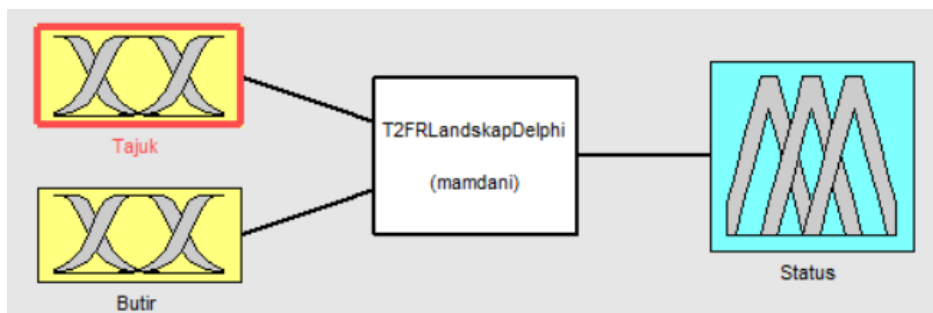 Tajuk
T2FRLandskapDelphi
(mamdani)
Butir
Status